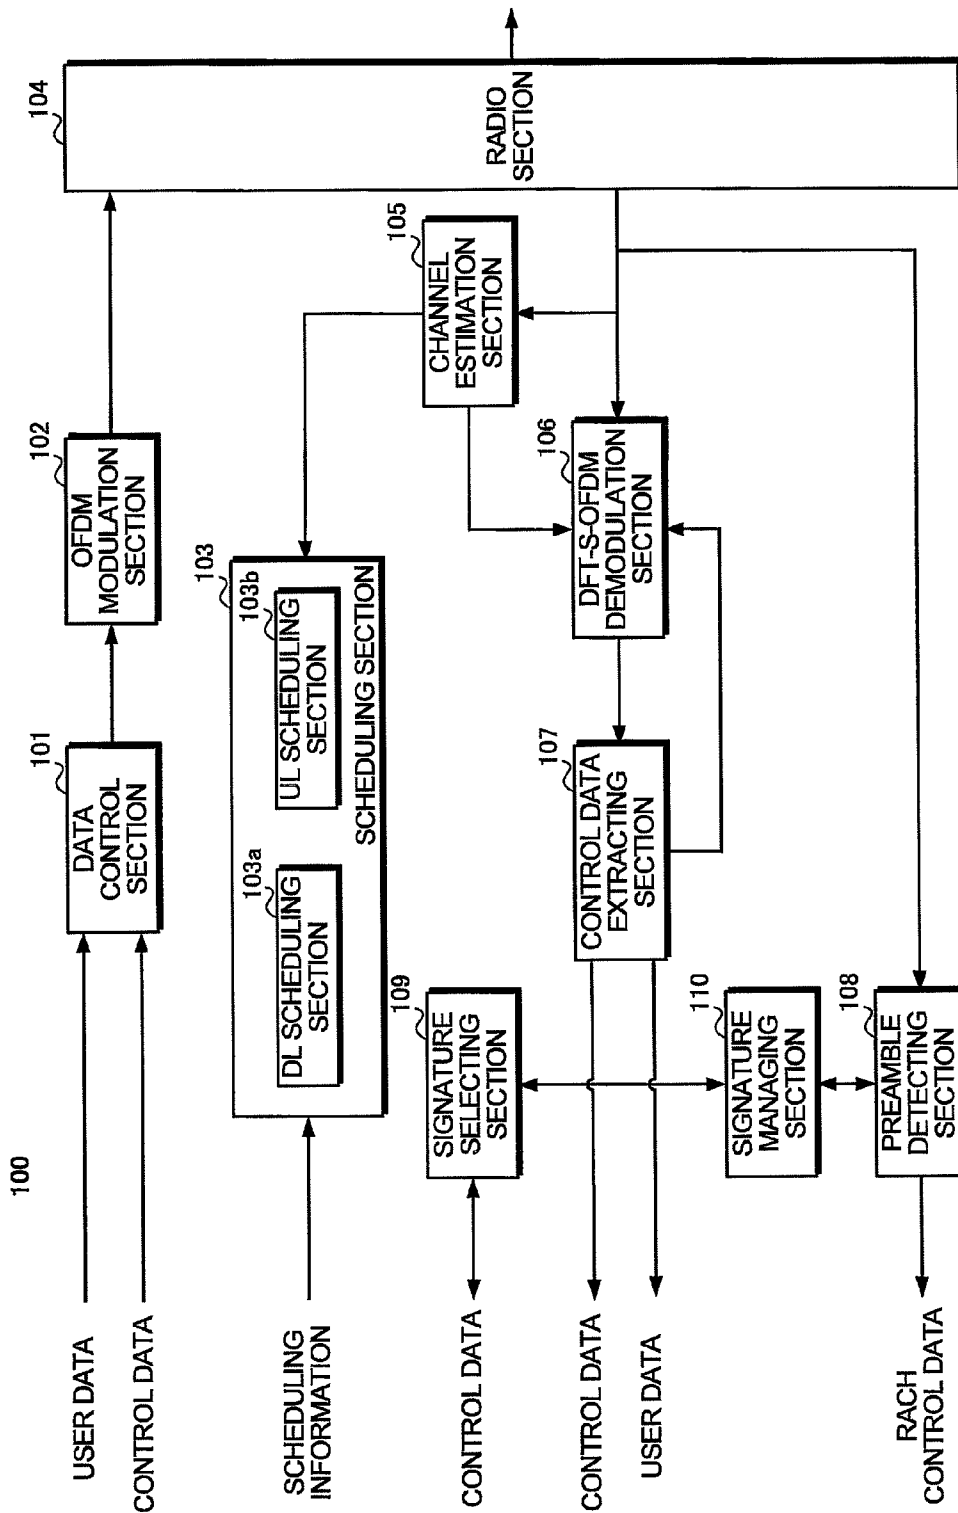 100
USER DATA
CONTROL DATA
101
DATA
CONTROL
SECTION
102
OFDM
MODULATION
SECTION
104
RADIO
SECTION
SCHEDULING
INFORMATION
103
103a
DL SCHEDULING
SECTION
103b
UL SCHEDULING
SECTION
SCHEDULING SECTION
105
CHANNEL
ESTIMATION
SECTION
CONTROL DATA
109
SIGNATURE
SELECTING
SECTION
106
DFT-S-OFDM
DEMODULATION
SECTION
107
CONTROL DATA
EXTRACTING
SECTION
CONTROL DATA
USER DATA
110
SIGNATURE
MANAGING
SECTION
108
PREAMBLE
DETECTING
SECTION
RACH
CONTROL DATA